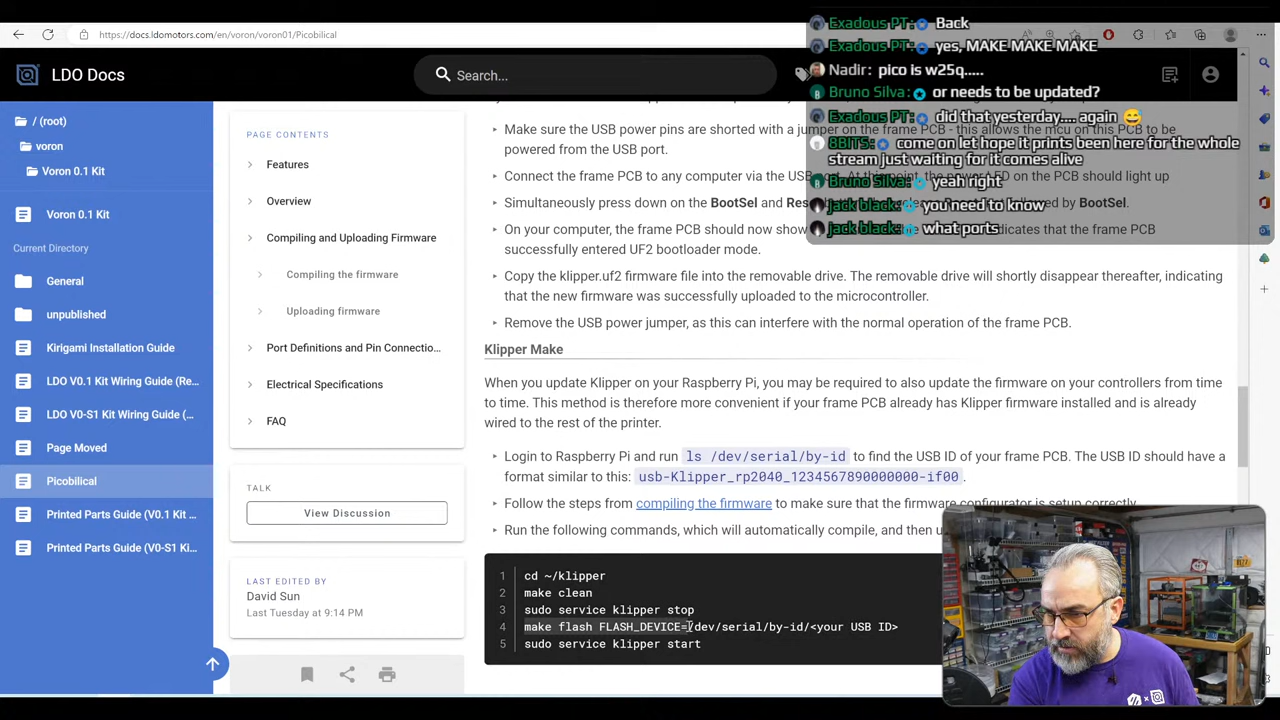 https://docs.ldomotors.com/en/voron/voron01/Picobilical
LDO Docs
Search...
Exadous PT: Back
Exadous PT: yes, MAKE MAKE MAKE
Nadir: pico is w25q.....
Bruno Silva: or needs to be updated?
Exadous PT: did that yesterday.... again 😅
8BITS: come on let hope it prints been here for the whole
stream just waiting for it comes alive
Bruno Silva: yeah right
jack black: you need to know
jack black: what ports
/ (root)
voron
Voron 0.1 Kit
Voron 0.1 Kit
Current Directory
General
unpublished
Kirigami Installation Guide
LDO V0.1 Kit Wiring Guide (Re...
LDO V0-S1 Kit Wiring Guide (...
Page Moved
Picobilical
Printed Parts Guide (V0.1 Kit ...
Printed Parts Guide (V0-S1 Ki...
PAGE CONTENTS
Features
Overview
Compiling and Uploading Firmware
Compiling the firmware
Uploading firmware
Port Definitions and Pin Connectio...
Electrical Specifications
FAQ
TALK
View Discussion
LAST EDITED BY
David Sun
Last Tuesday at 9:14 PM
Make sure the USB power pins are shorted with a jumper on the frame PCB - this allows the mcu on this PCB to be
powered from the USB port.
Connect the frame PCB to any computer via the USB port. At this point, the power LED on the PCB should light up
Simultaneously press down on the BootSel and Res followed by BootSel.
On your computer, the frame PCB should now show indicates that the frame PCB
successfully entered UF2 bootloader mode.
Copy the klipper.uf2 firmware file into the removable drive. The removable drive will shortly disappear thereafter, indicating
that the new firmware was successfully uploaded to the microcontroller.
Remove the USB power jumper, as this can interfere with the normal operation of the frame PCB.
Klipper Make
When you update Klipper on your Raspberry Pi, you may be required to also update the firmware on your controllers from time
to time. This method is therefore more convenient if your frame PCB already has Klipper firmware installed and is already
wired to the rest of the printer.
Login to Raspberry Pi and run ls /dev/serial/by-id to find the USB ID of your frame PCB. The USB ID should have a
format similar to this: usb-Klipper_rp2040_1234567890000000-if00.
Follow the steps from compiling the firmware to make sure that the firmware configurator is setup correctly.
Run the following commands, which will automatically compile, and then u
1 cd ~/klipper
2 make clean
3 sudo service klipper stop
4 make flash FLASH_DEVICE=/dev/serial/by-id/<your USB ID>
5 sudo service klipper start